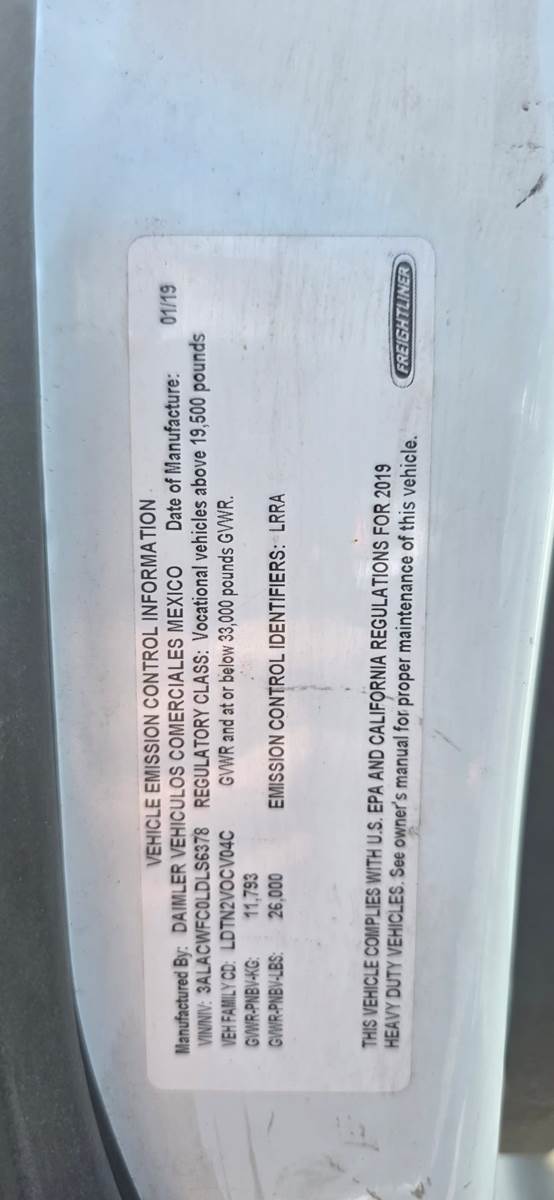 VEHICLE EMISSION CONTROL INFORMATION
Manufactured By: DAIMLER VEHICULOS COMERCIALES MEXICO Date of Manufacture: 01/19
VIN/NIV: 3ALACWFC0LDLS6378 REGULATORY CLASS: Vocational vehicles above 19,500 pounds
VEH FAMILY CD: LDTN2VOCV04C GVWR and at or below 33,000 pounds GVWR.
GVWR-PNBV-KG: 11,793
GVWR-PNBV-LBS: 26,000 EMISSION CONTROL IDENTIFIERS: LRRA
THIS VEHICLE COMPLIES WITH U.S. EPA AND CALIFORNIA REGULATIONS FOR 2019
HEAVY DUTY VEHICLES. See owner's manual for proper maintenance of this vehicle.
FREIGHTLINER